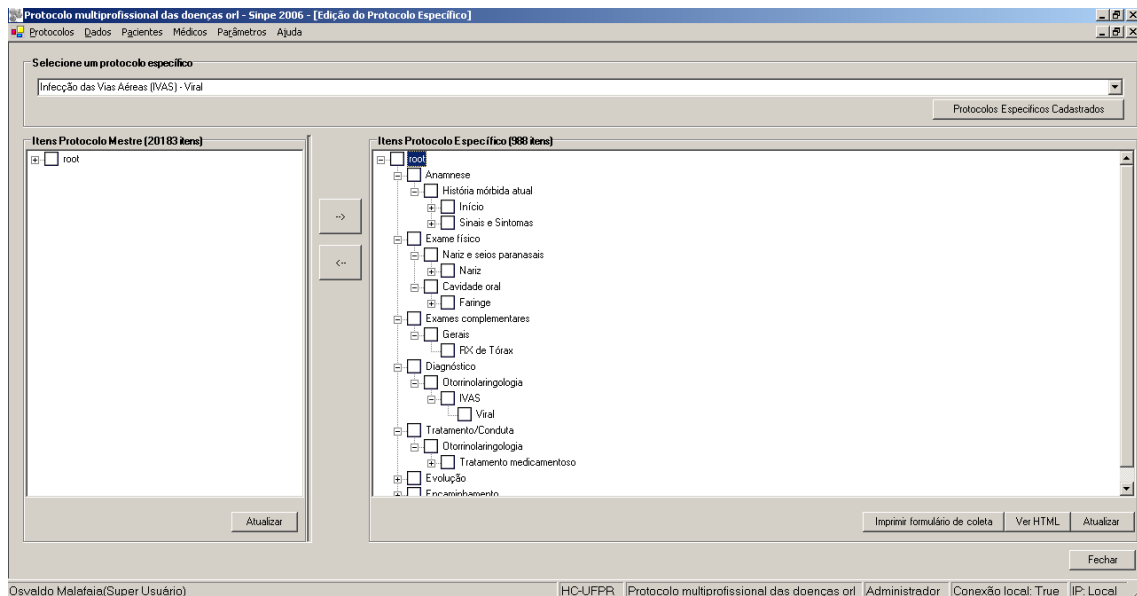 Protocolo multiprofissional das doenças orl - Sinpe 2006 - [Edição do Protocolo Específico]
Protocolos Dados Pacientes Médicos Parâmetros Ajuda
Selecione um protocolo específico
Infecção das Vias Aéreas (IVAS) - Viral
Protocolos Especificos Cadastrados
Itens Protocolo Mestre (20183 itens)
root
Atualizar
-->
<--
Itens Protocolo Específico (988 itens)
root
Anamnese
História mórbida atual
Início
Sinais e Sintomas
Exame físico
Nariz e seios paranasais
Nariz
Cavidade oral
Faringe
Exames complementares
Gerais
RX de Tórax
Diagnóstico
Otorrinolaringologia
IVAS
Viral
Tratamento/Conduta
Otorrinolaringologia
Tratamento medicamentoso
Evolução
Encaminhamento
Imprimir formulário de coleta Ver HTML Atualizar
Fechar
Osvaldo Malafaia(Super Usuário) HC-UFPR Protocolo multiprofissional das doenças orl Administrador Conexão local: True IP: Local